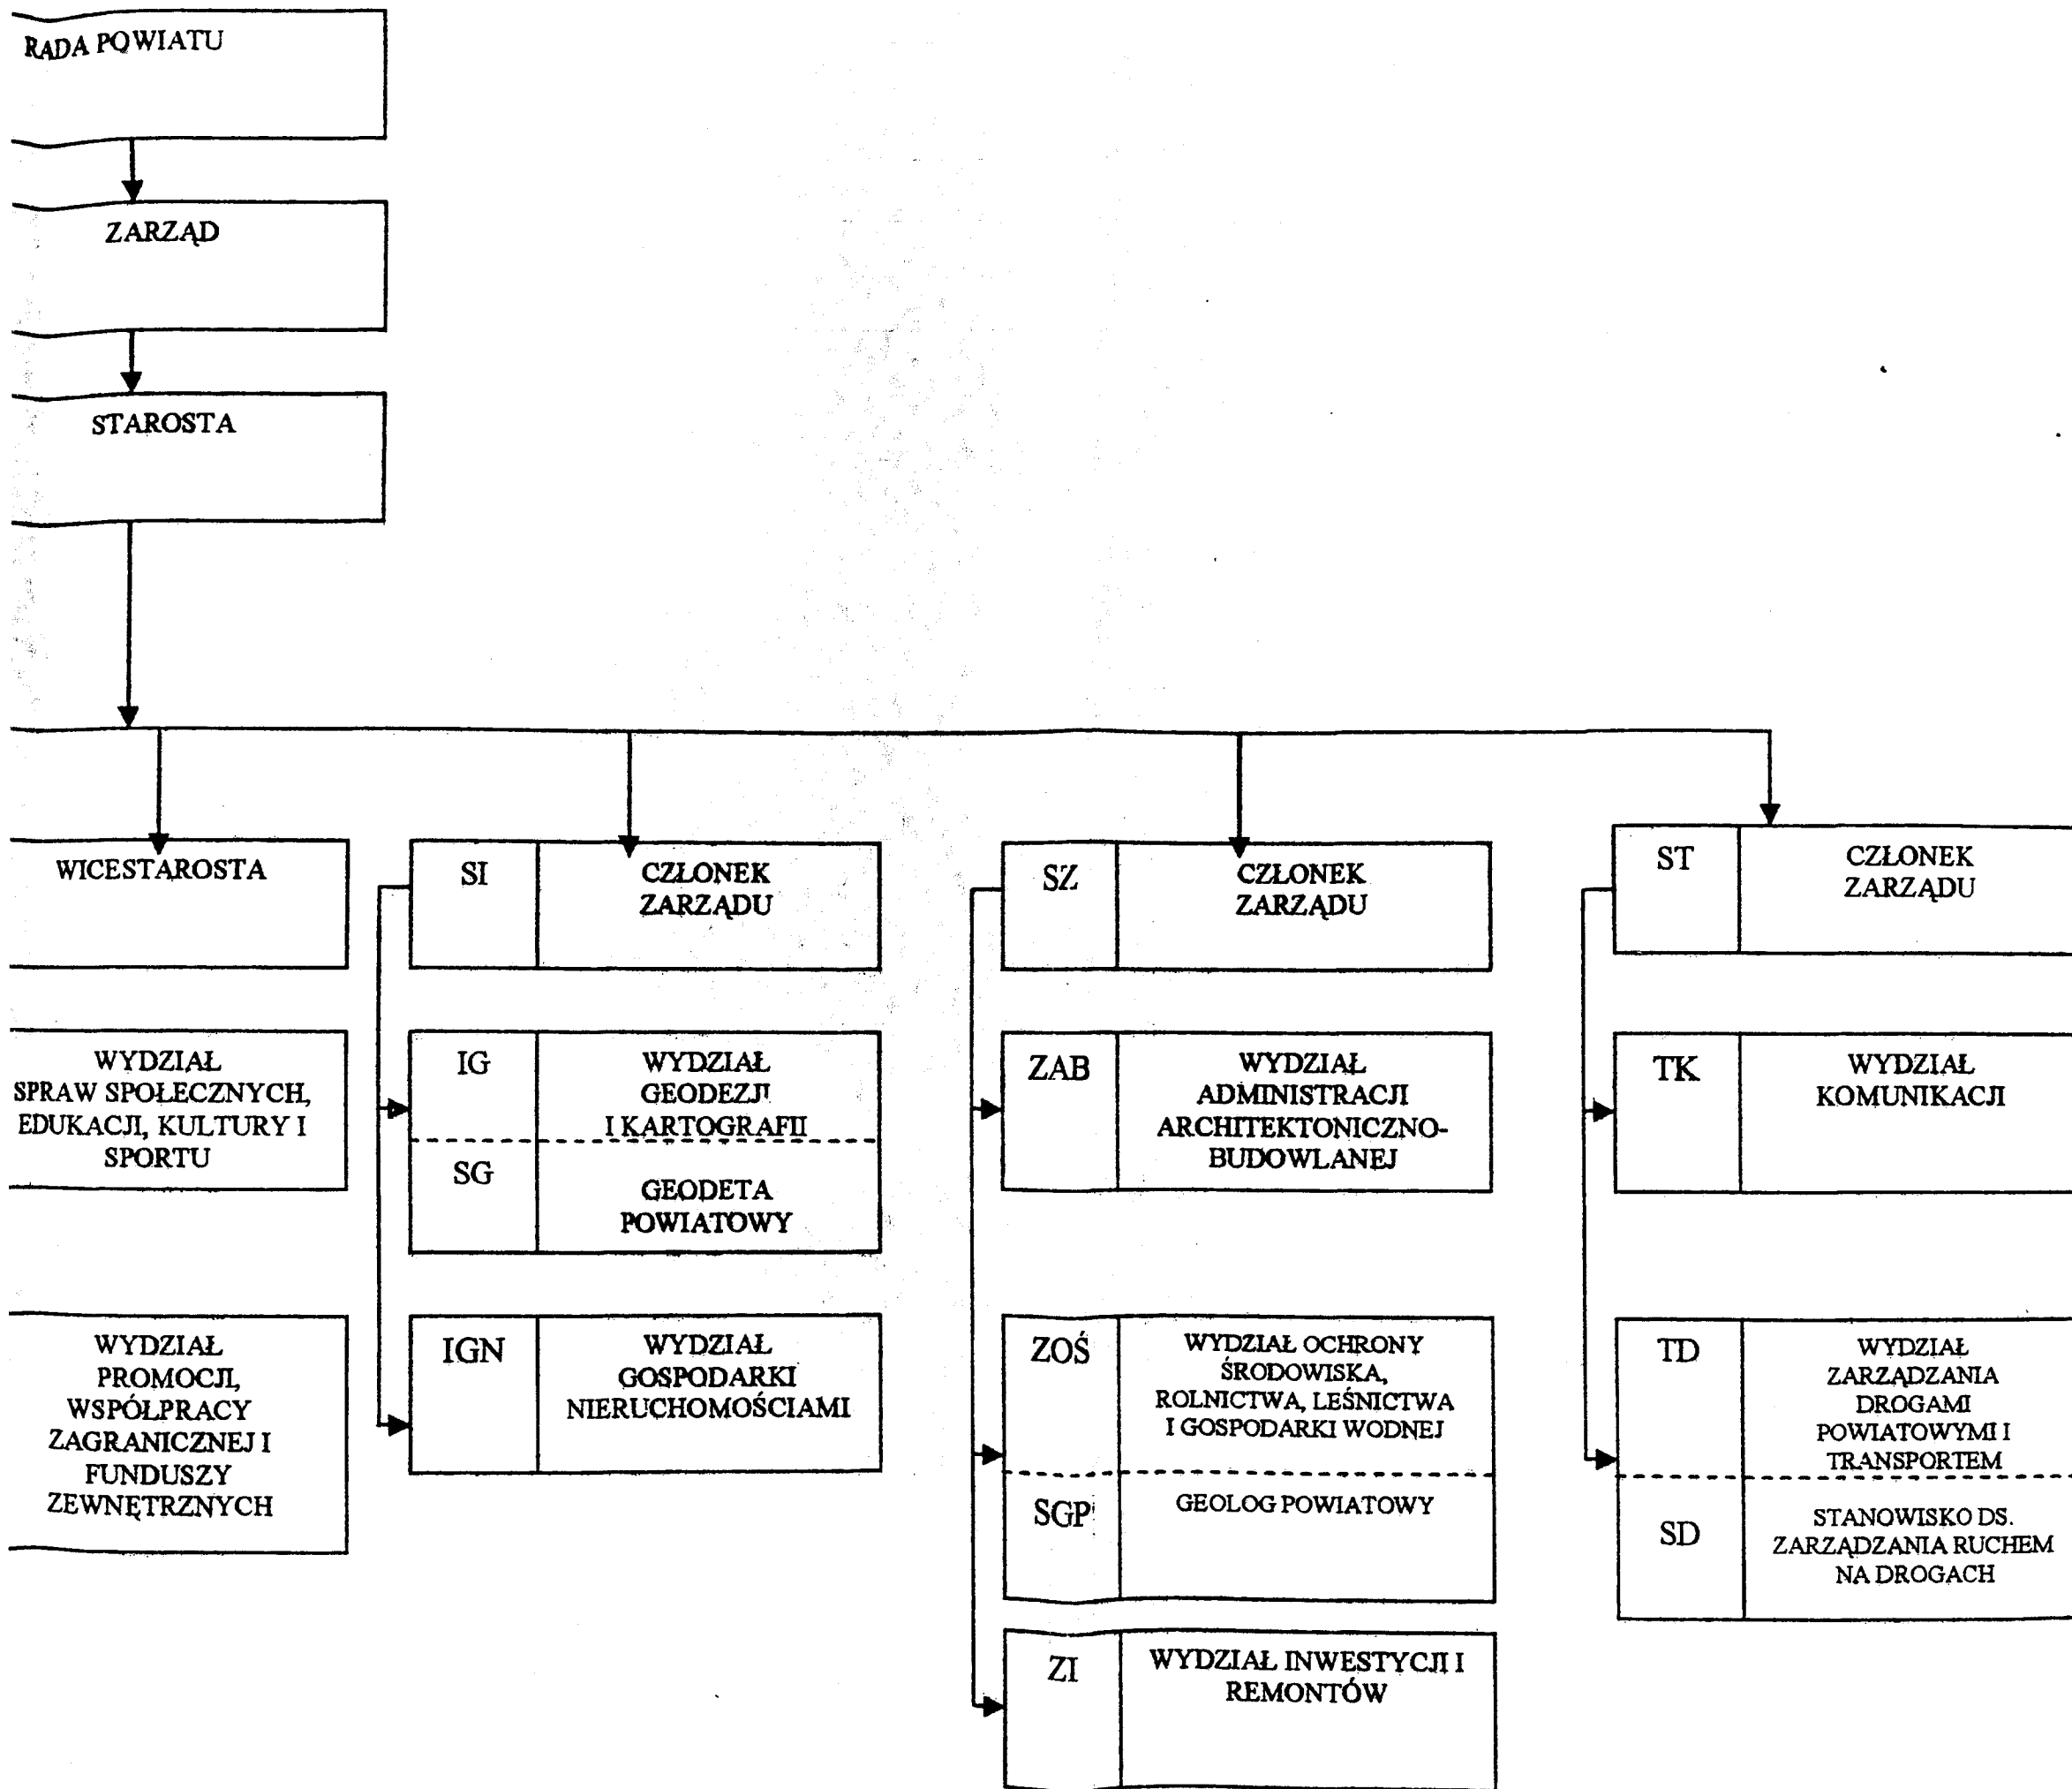 RADA POWIATU
ZARZĄD
STAROSTA
WICESTAROSTA
WYDZIAŁ
SPRAW SPOŁECZNYCH,
EDUKACJI, KULTURY I
SPORTU
WYDZIAŁ
PROMOCJI,
WSPÓŁPRACY
ZAGRANICZNEJ I
FUNDUSZY
ZEWNĘTRZNYCH
SI
CZŁONEK
ZARZĄDU
IG
WYDZIAŁ
GEODEZJI
I KARTOGRAFII
SG
GEODETA
POWIATOWY
IGN
WYDZIAŁ
GOSPODARKI
NIERUCHOMOŚCIAMI
SZ
CZŁONEK
ZARZĄDU
ZAB
WYDZIAŁ
ADMINISTRACJI
ARCHITEKTONICZNO-
BUDOWLANEJ
ZOŚ
WYDZIAŁ OCHRONY
ŚRODOWISKA,
ROLNICTWA, LEŚNICTWA
I GOSPODARKI WODNEJ
SGP
GEOLOG POWIATOWY
ZI
WYDZIAŁ INWESTYCJI I
REMONTÓW
ST
CZŁONEK
ZARZĄDU
TK
WYDZIAŁ
KOMUNIKACJI
TD
WYDZIAŁ
ZARZĄDZANIA
DROGAMI
POWIATOWYMI I
TRANSPORTEM
SD
STANOWISKO DS.
ZARZĄDZANIA RUCHEM
NA DROGACH